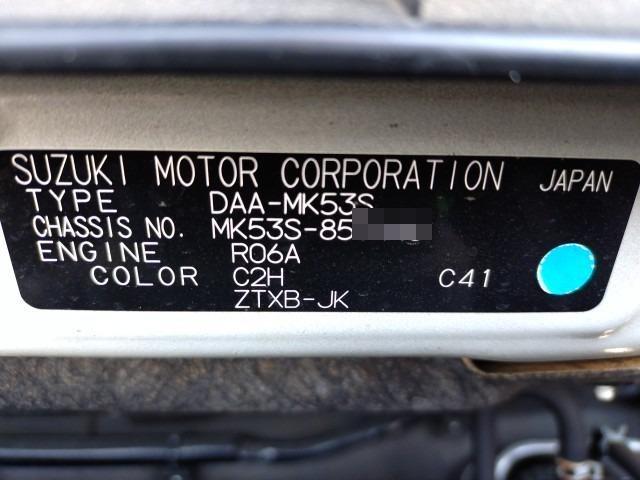 SUZUKI MOTOR CORPORATION JAPAN
TYPE DAA-MK53S
CHASSIS NO. MK53S-85
ENGINE R06A
COLOR C2H C41
ZTXB-JK